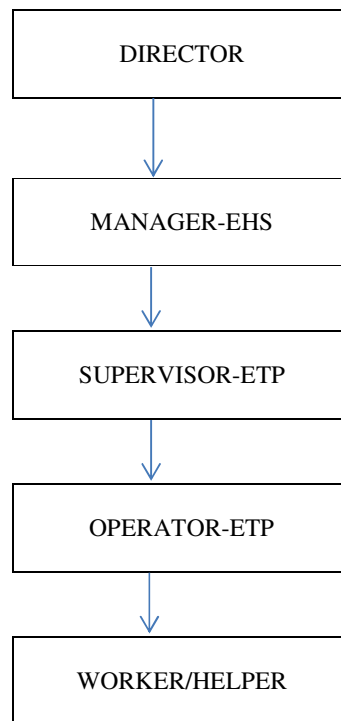 DIRECTOR
MANAGER-EHS
SUPERVISOR-ETP
OPERATOR-ETP
WORKER/HELPER